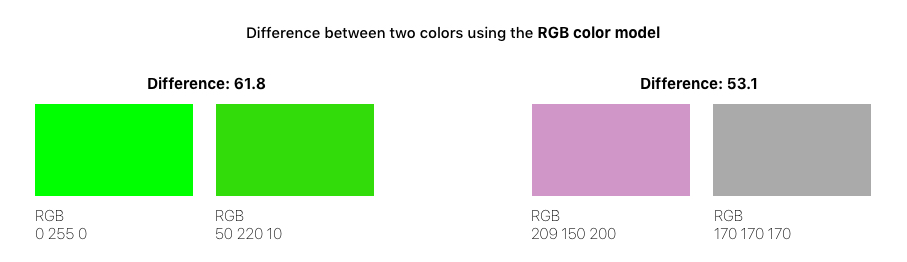 Difference between two colors using the RGB color model
Difference: 61.8
Difference: 53.1
RGB
0 255 0
RGB
50 220 10
RGB
209 150 200
RGB
170 170 170